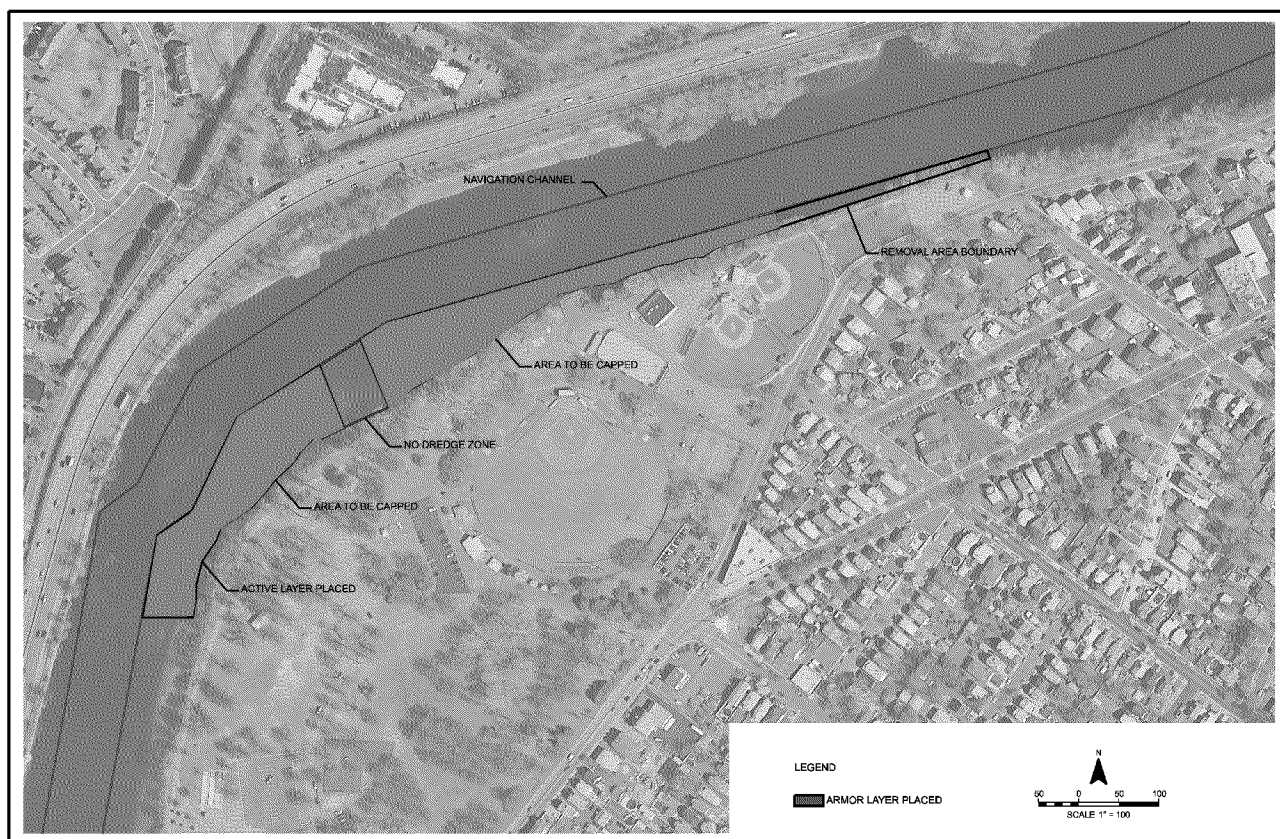 NAVIGATION CHANNEL
REMOVAL AREA BOUNDARY
AREA TO BE CAPPED
NO DREDGE ZONE
AREA TO BE CAPPED
ACTIVE LAYER PLACED
LEGEND
ARMOR LAYER PLACED
N
50 0 50 100
SCALE 1" = 100